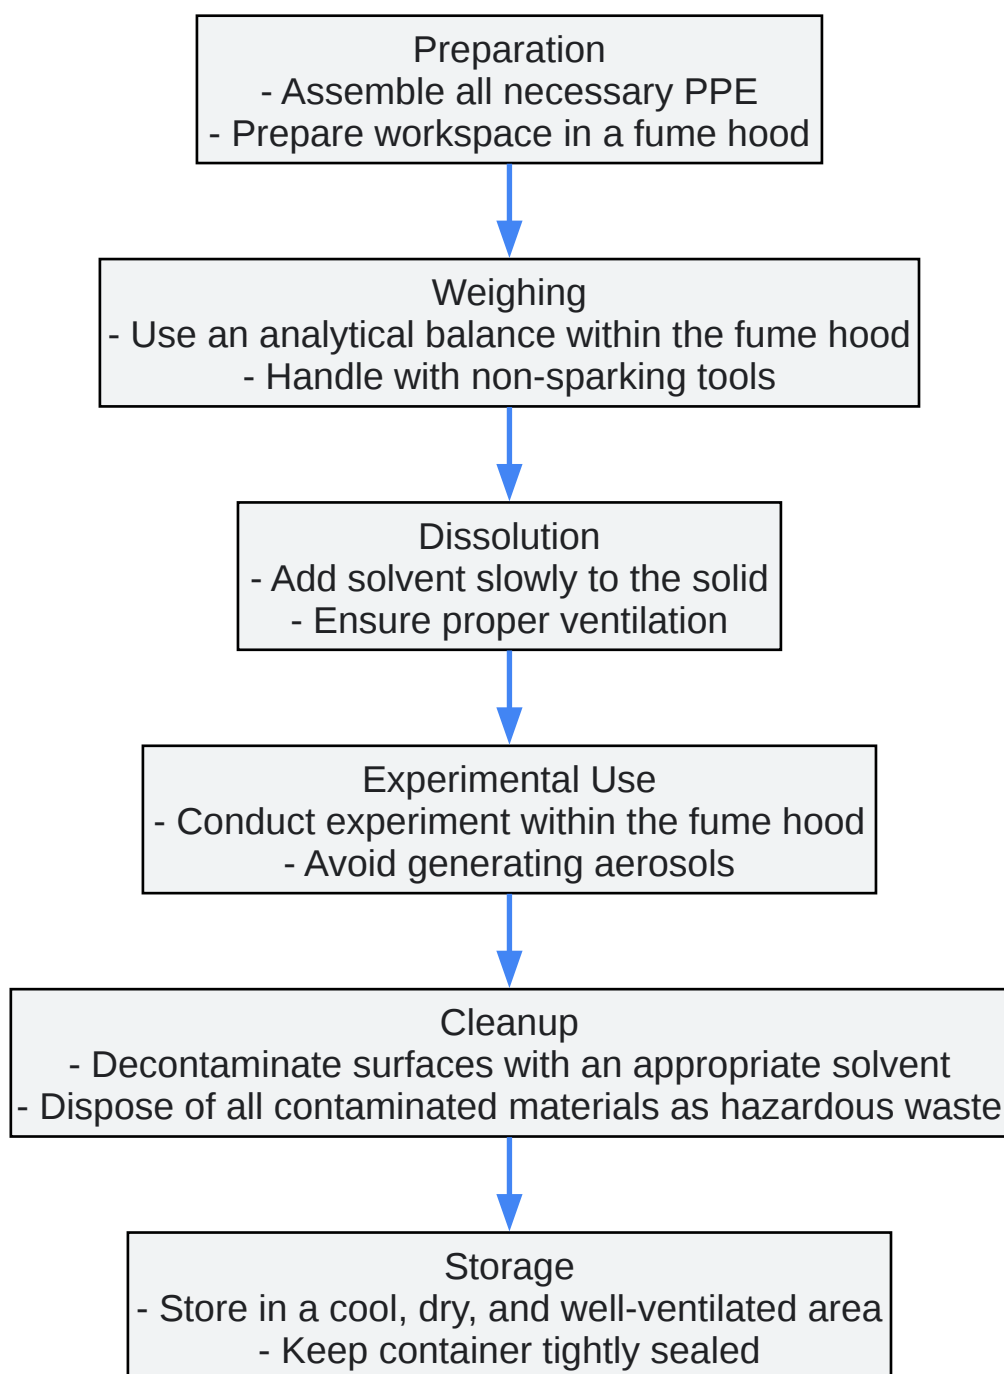 Preparation
- Assemble all necessary PPE
- Prepare workspace in a fume hood
Weighing
- Use an analytical balance within the fume hood
- Handle with non-sparking tools
Dissolution
- Add solvent slowly to the solid
- Ensure proper ventilation
Experimental Use
- Conduct experiment within the fume hood
- Avoid generating aerosols
Cleanup
- Decontaminate surfaces with an appropriate solvent
- Dispose of all contaminated materials as hazardous waste
Storage
- Store in a cool, dry, and well-ventilated area
- Keep container tightly sealed